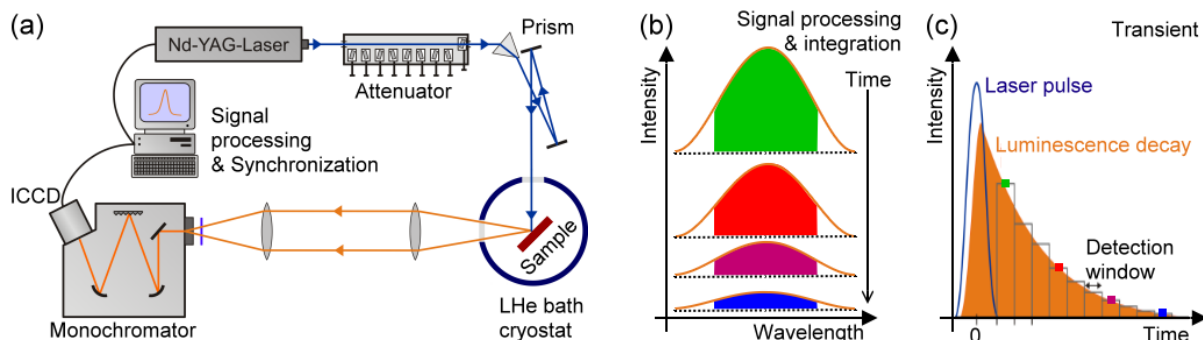 (a)
Nd-YAG-Laser
Attenuator
Prism
Signal
processing
& Synchronization
ICCD
Monochromator
Sample
LHe bath
cryostat
(b)
Signal processing
& integration
Time
Intensity
Wavelength
(c)
Transient
Laser pulse
Luminescence decay
Detection
window
Intensity
0
Time